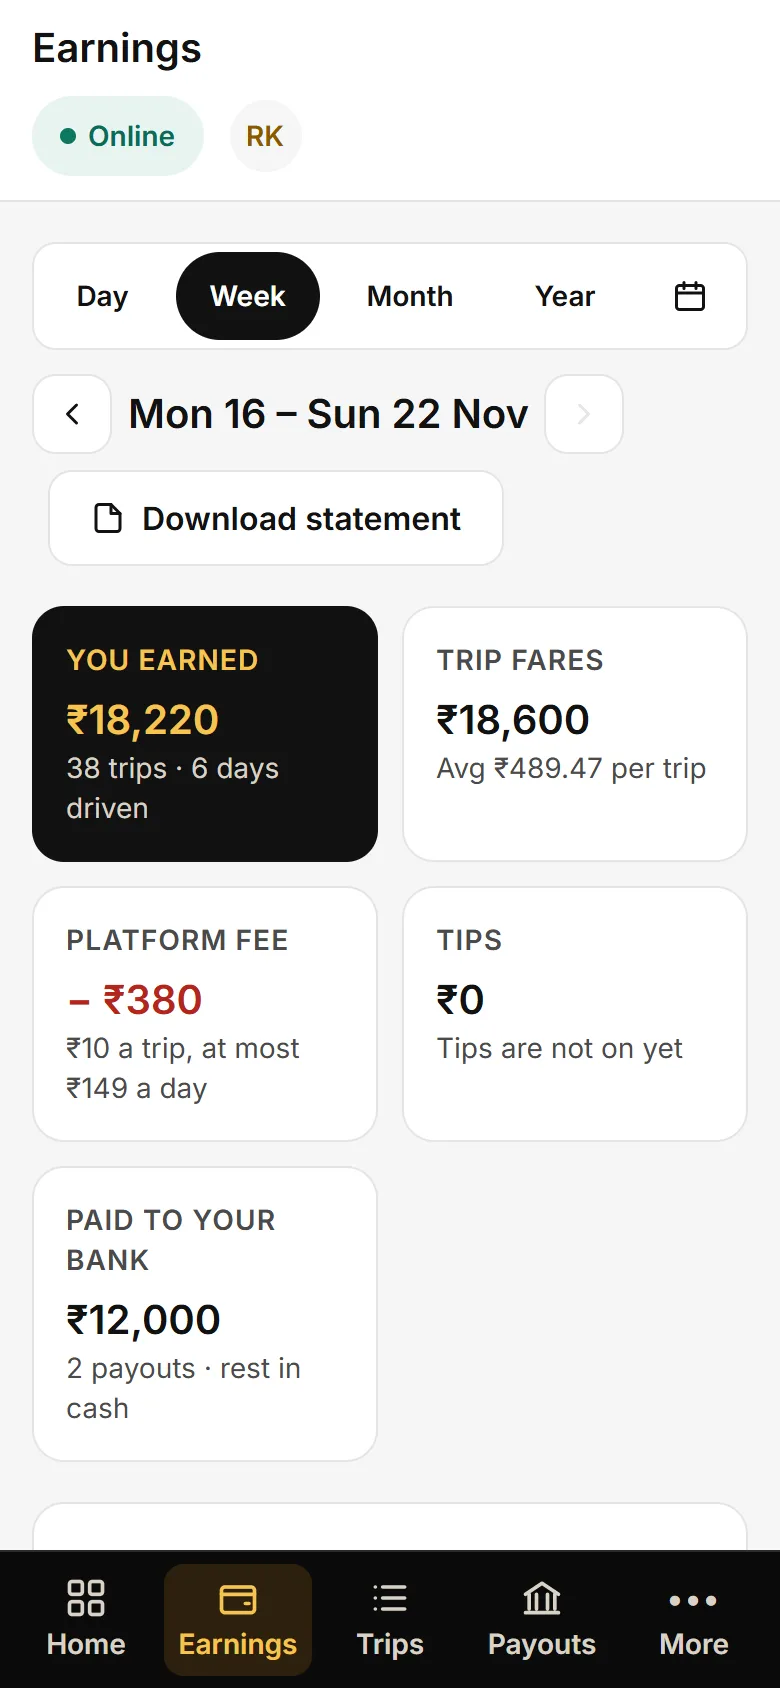 Earnings
Online
RK
Day
Week
Month
Year
Mon 16 – Sun 22 Nov
Download statement
YOU EARNED
₹18,220
38 trips · 6 days
driven
TRIP FARES
₹18,600
Avg ₹489.47 per trip
PLATFORM FEE
– ₹380
₹10 a trip, at most
₹149 a day
TIPS
₹0
Tips are not on yet
PAID TO YOUR
BANK
₹12,000
2 payouts · rest in
cash
Home
Earnings
Trips
Payouts
More